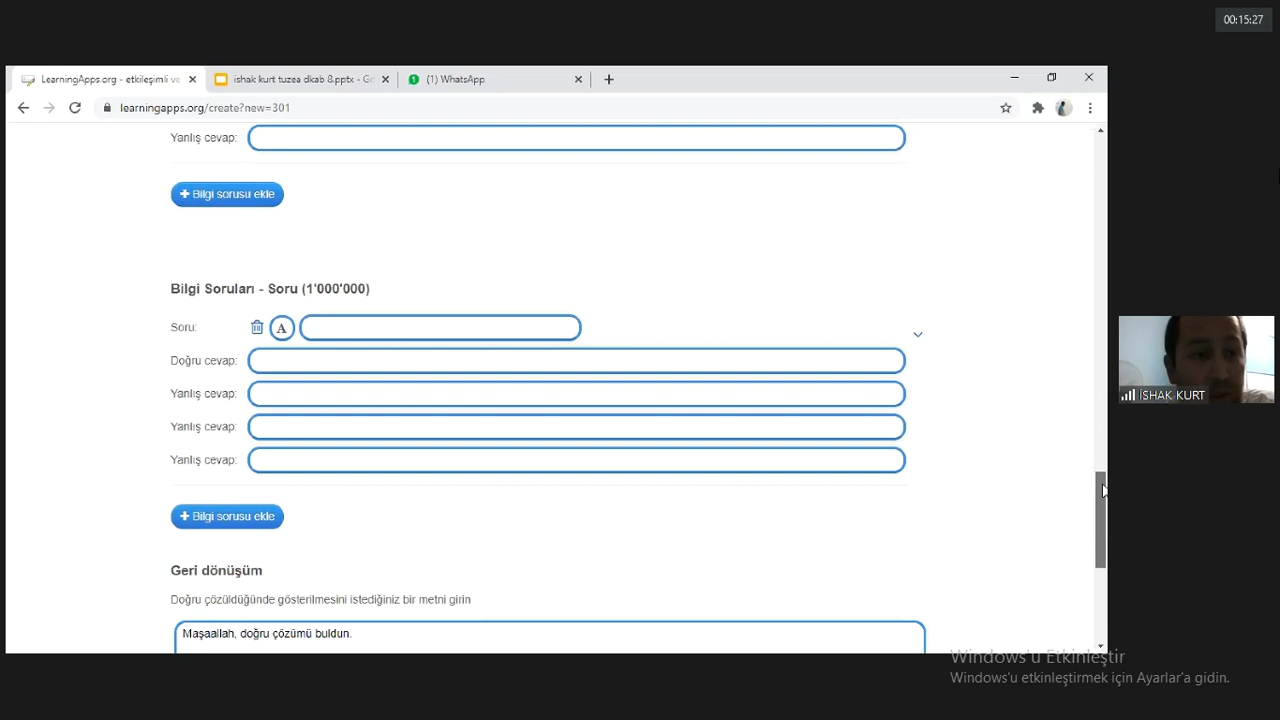 00:15:27
LearningApps.org - etkileşimli ve
ishak kurt tuzea dkab 8.pptx - Go
(1) WhatsApp
learningapps.org/create?new=301
Yanlış cevap:
+ Bilgi sorusu ekle
Bilgi Soruları - Soru (1'000'000)
Soru:
A
Doğru cevap:
Yanlış cevap:
Yanlış cevap:
Yanlış cevap:
+ Bilgi sorusu ekle
Geri dönüşüm
Doğru çözüldüğünde gösterilmesini istediğiniz bir metni girin
Maşaallah, doğru çözümü buldun.
İSHAK KURT
Windows'u Etkinleştir
Windows'u etkinleştirmek için Ayarlar'a gidin.